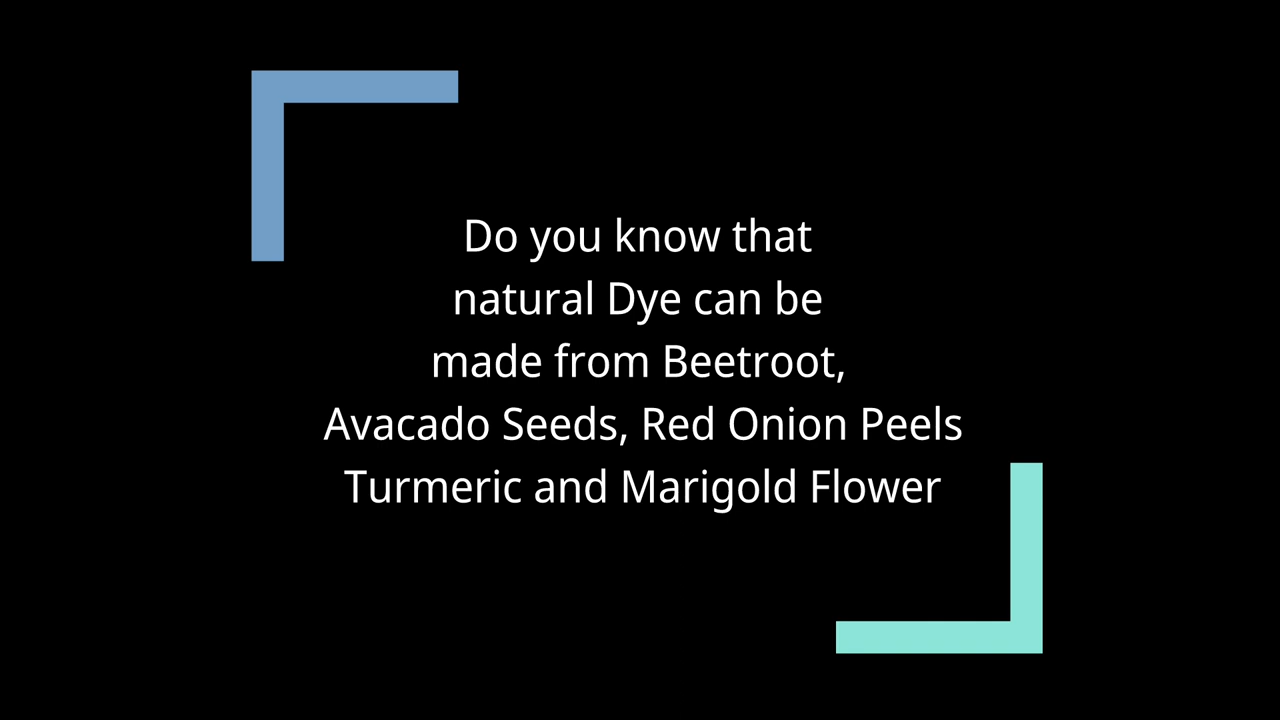 Do you know that
natural Dye can be
made from Beetroot,
Avacado Seeds, Red Onion Peels
Turmeric and Marigold Flower